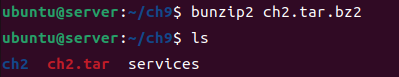 ubuntu@server:~/ch9$ bunzip2 ch2.tar.bz2
ubuntu@server:~/ch9$ ls
ch2  ch2.tar  services